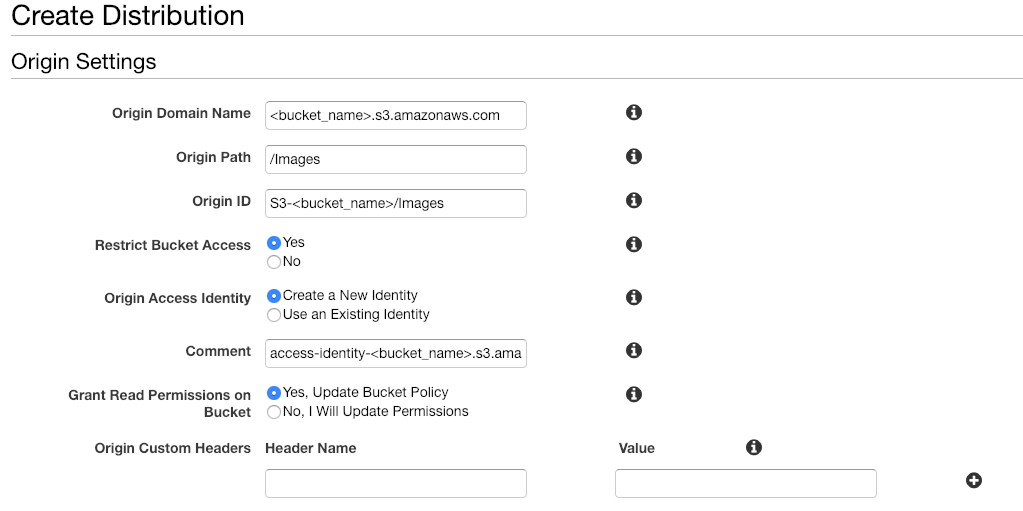 Create Distribution
Origin Settings
Origin Domain Name <bucket_name>.s3.amazonaws.com
Origin Path /Images
Origin ID S3-<bucket_name>/Images
Restrict Bucket Access Yes
No
Origin Access Identity Create a New Identity
Use an Existing Identity
Comment access-identity-<bucket_name>.s3.ama
Grant Read Permissions on Yes, Update Bucket Policy
Bucket No, I Will Update Permissions
Origin Custom Headers Header Name Value